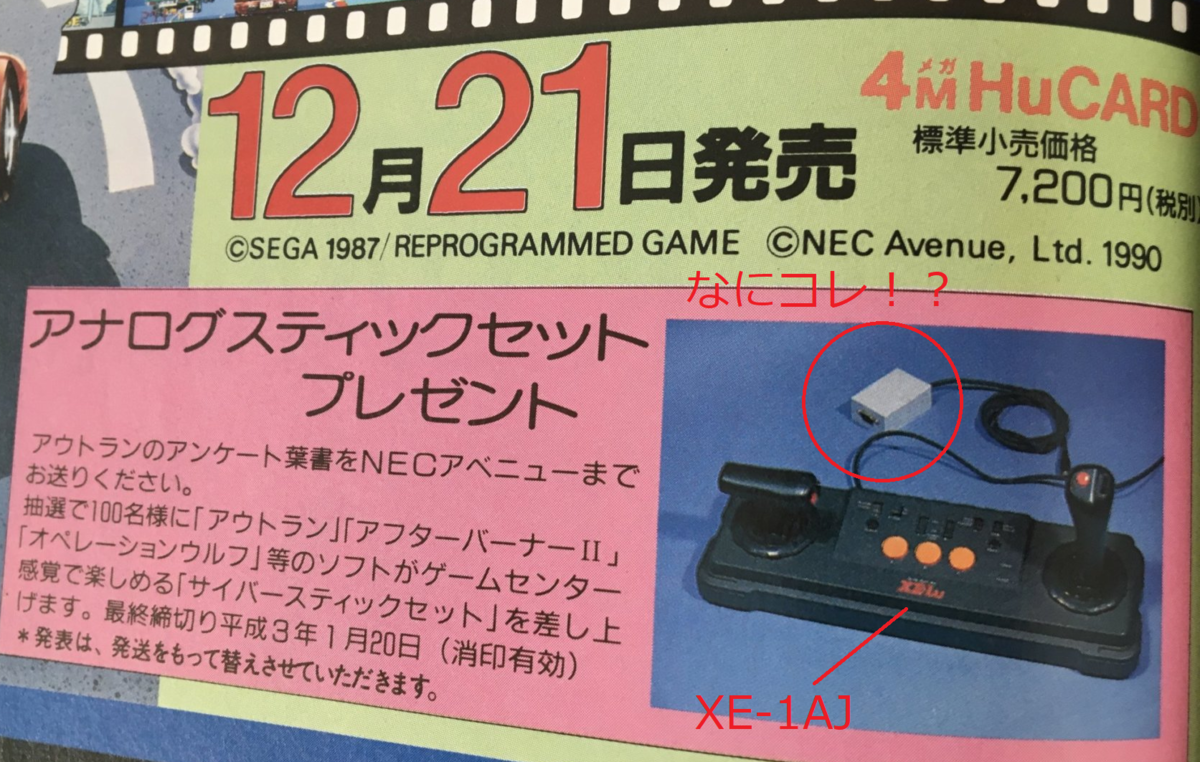 12月21日発売
4メガM HuCARD
標準小売価格
7,200円(税別)
©SEGA 1987/REPROGRAMMED GAME ©NEC Avenue, Ltd. 1990
なにコレ！？
アナログスティックセット
プレゼント
アウトランのアンケート葉書をNECアベニューまで
お送りください。
抽選で100名様に「アウトラン」「アフターバーナーII」
「オペレーションウルフ」等のソフトがゲームセンター
感覚で楽しめる「サイバースティックセット」を差し上
げます。最終締切り平成3年1月20日（消印有効）
＊発表は、発送をもって替えさせていただきます。
XE-1AJ